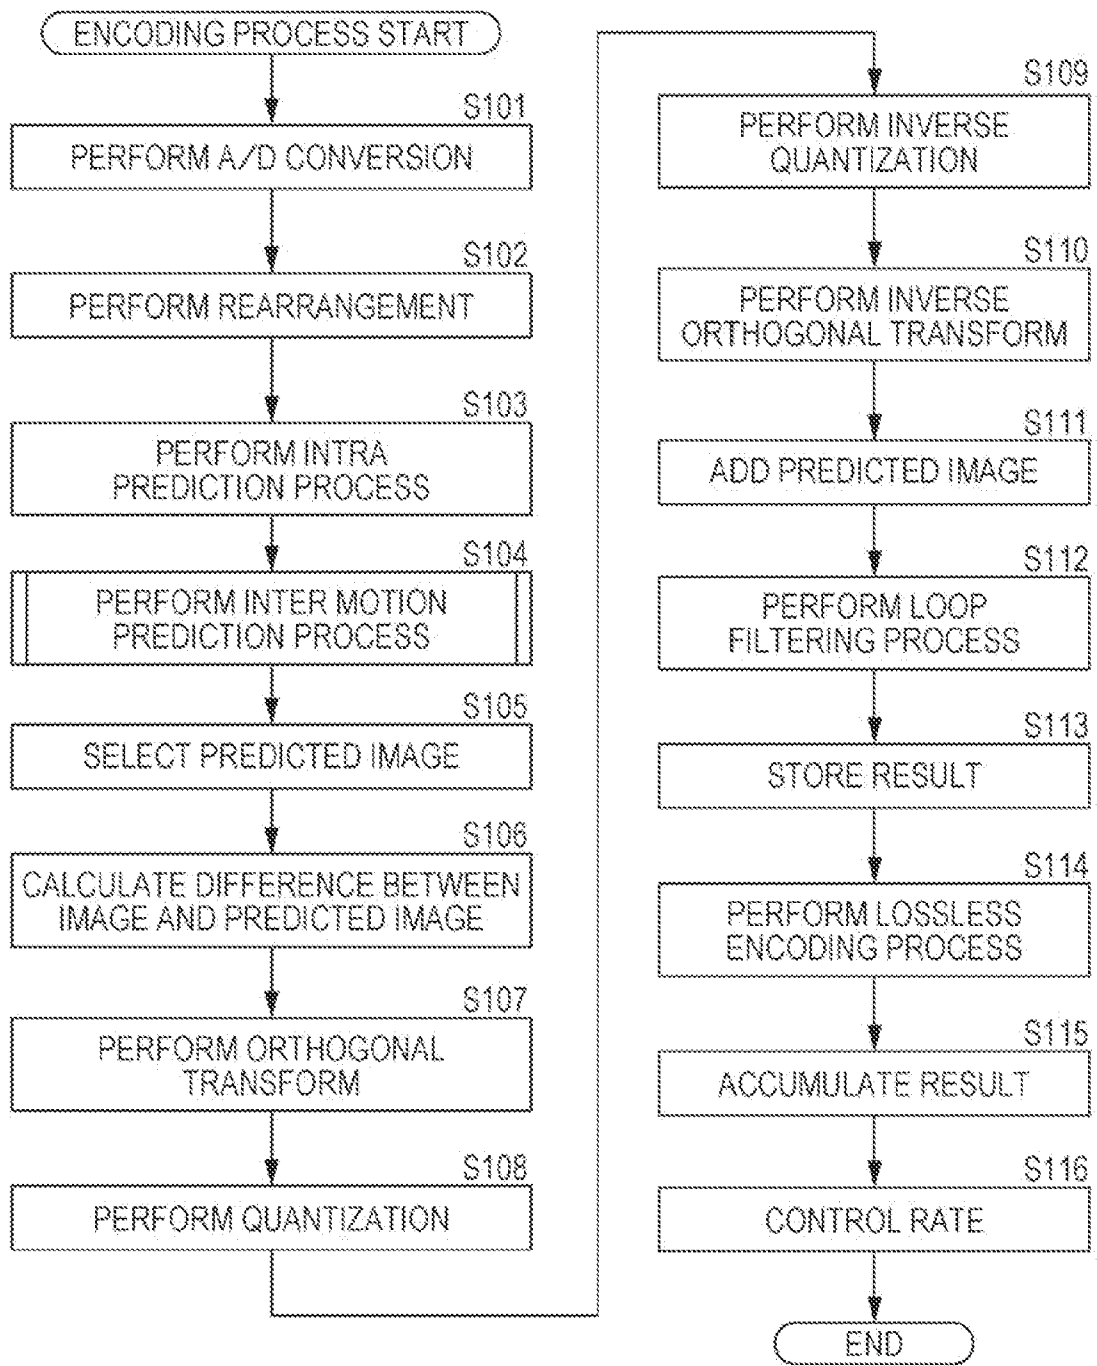 ENCODING PROCESS START
S101
PERFORM A/D CONVERSION
S102
PERFORM REARRANGEMENT
S103
PERFORM INTRA
PREDICTION PROCESS
S104
PERFORM INTER MOTION
PREDICTION PROCESS
S105
SELECT PREDICTED IMAGE
S106
CALCULATE DIFFERENCE BETWEEN
IMAGE AND PREDICTED IMAGE
S107
PERFORM ORTHOGONAL
TRANSFORM
S108
PERFORM QUANTIZATION
S109
PERFORM INVERSE
QUANTIZATION
S110
PERFORM INVERSE
ORTHOGONAL TRANSFORM
S111
ADD PREDICTED IMAGE
S112
PERFORM LOOP
FILTERING PROCESS
S113
STORE RESULT
S114
PERFORM LOSSLESS
ENCODING PROCESS
S115
ACCUMULATE RESULT
S116
CONTROL RATE
END